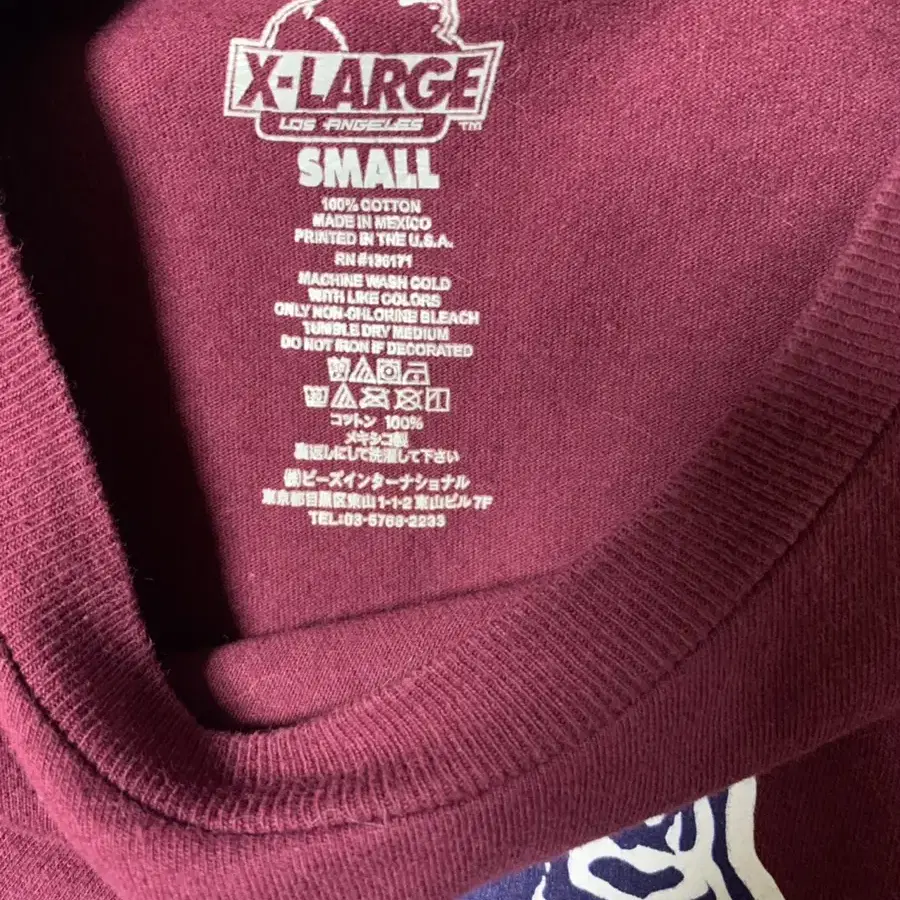 X-LARGE
LOS ANGELES TM
SMALL
100% COTTON
MADE IN MEXICO
PRINTED IN THE U.S.A.
RN #136171
MACHINE WASH COLD
WITH LIKE COLORS
ONLY NON-CHLORINE BLEACH
TUMBLE DRY MEDIUM
DO NOT IRON IF DECORATED
コットン 100%
メキシコ製
裏返しにして洗濯して下さい
㈱ビーズインターナショナル
東京都目黒区東山1-1-2 東山ビル7F
TEL:03-5768-2233